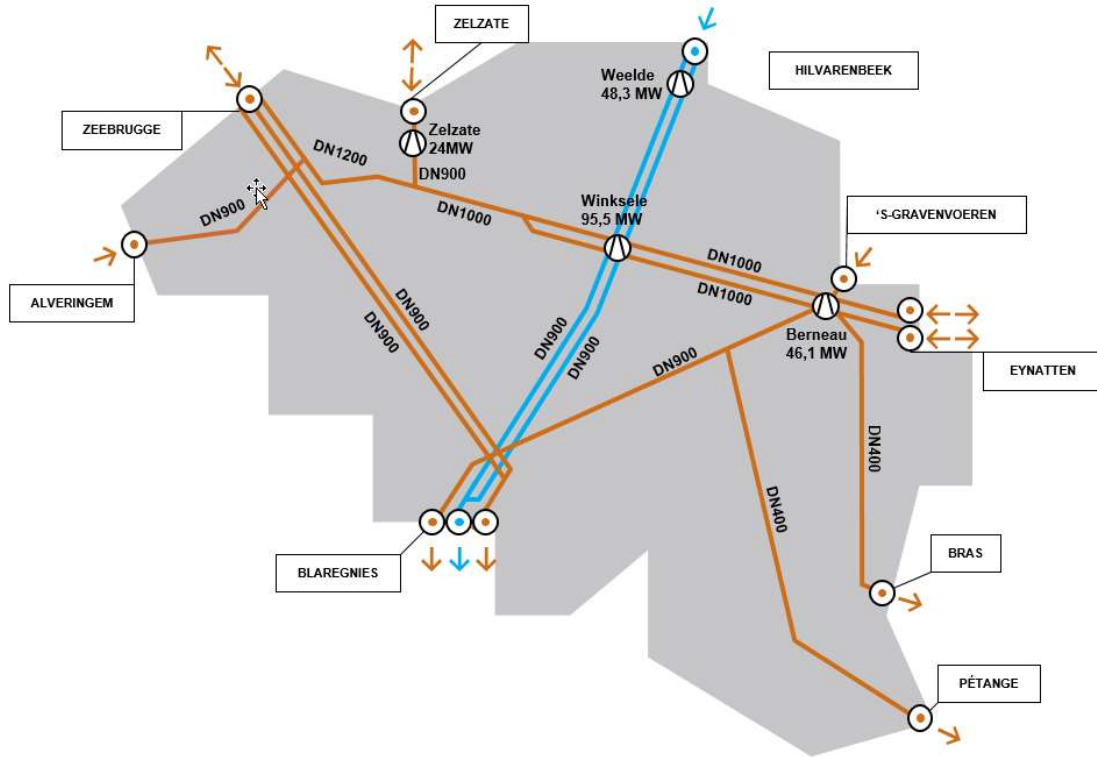 ZELZATE
HILVARENBEEK
Weelde
48,3 MW
ZEEBRUGGE
Zelzate
24MW
DN1200
DN900
DN900
DN1000
Winksele
95,5 MW
'S-GRAVENVOEREN
ALVERINGEM
DN1000
DN1000
DN900
DN900
DN900
DN900
DN900
Berneau
46,1 MW
EYNATTEN
DN400
DN400
BLAREGNIES
BRAS
PÉTANGE